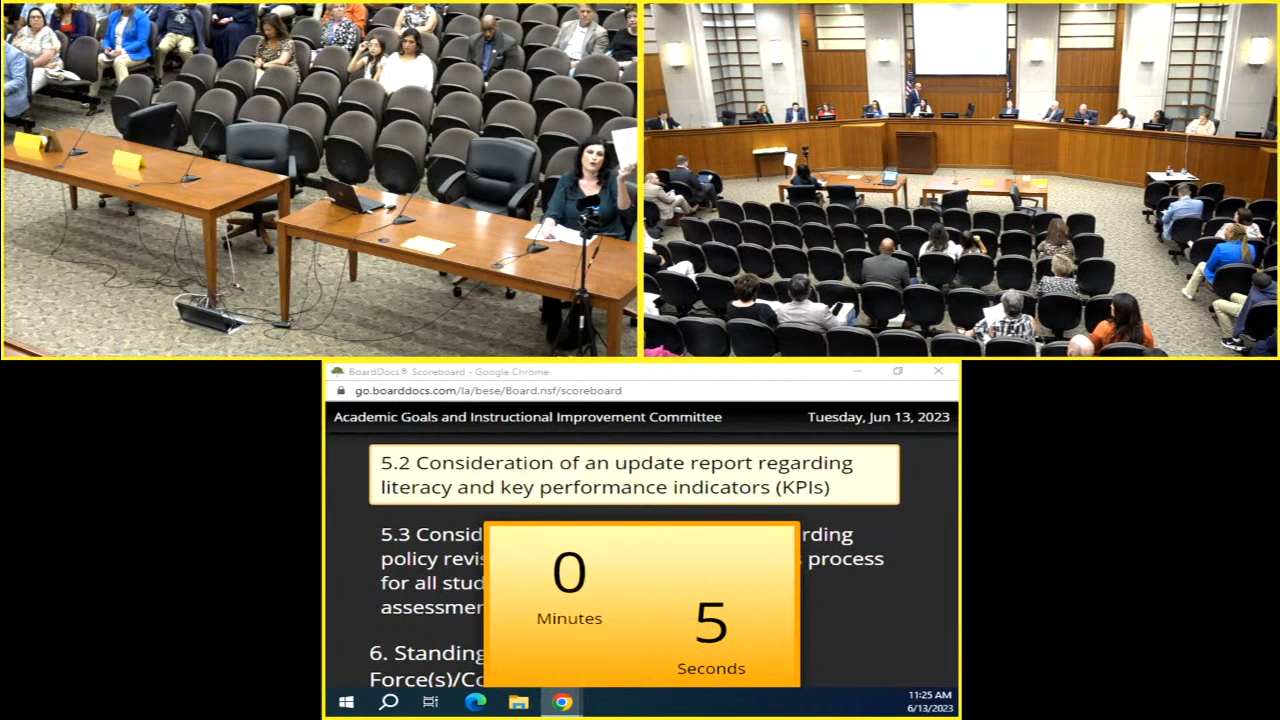 BoardDocs® Scoreboard - Google Chrome
go.boarddocs.com/la/bese/Board.nsf/scoreboard
Academic Goals and Instructional Improvement Committee
Tuesday, Jun 13, 2023
5.2 Consideration of an update report regarding
literacy and key performance indicators (KPIs)
5.3 Consid
rding
policy revis
process
for all stud
assessmen
0
Minutes
5
Seconds
6. Standing
Force(s)/Co
11:25 AM
6/13/2023